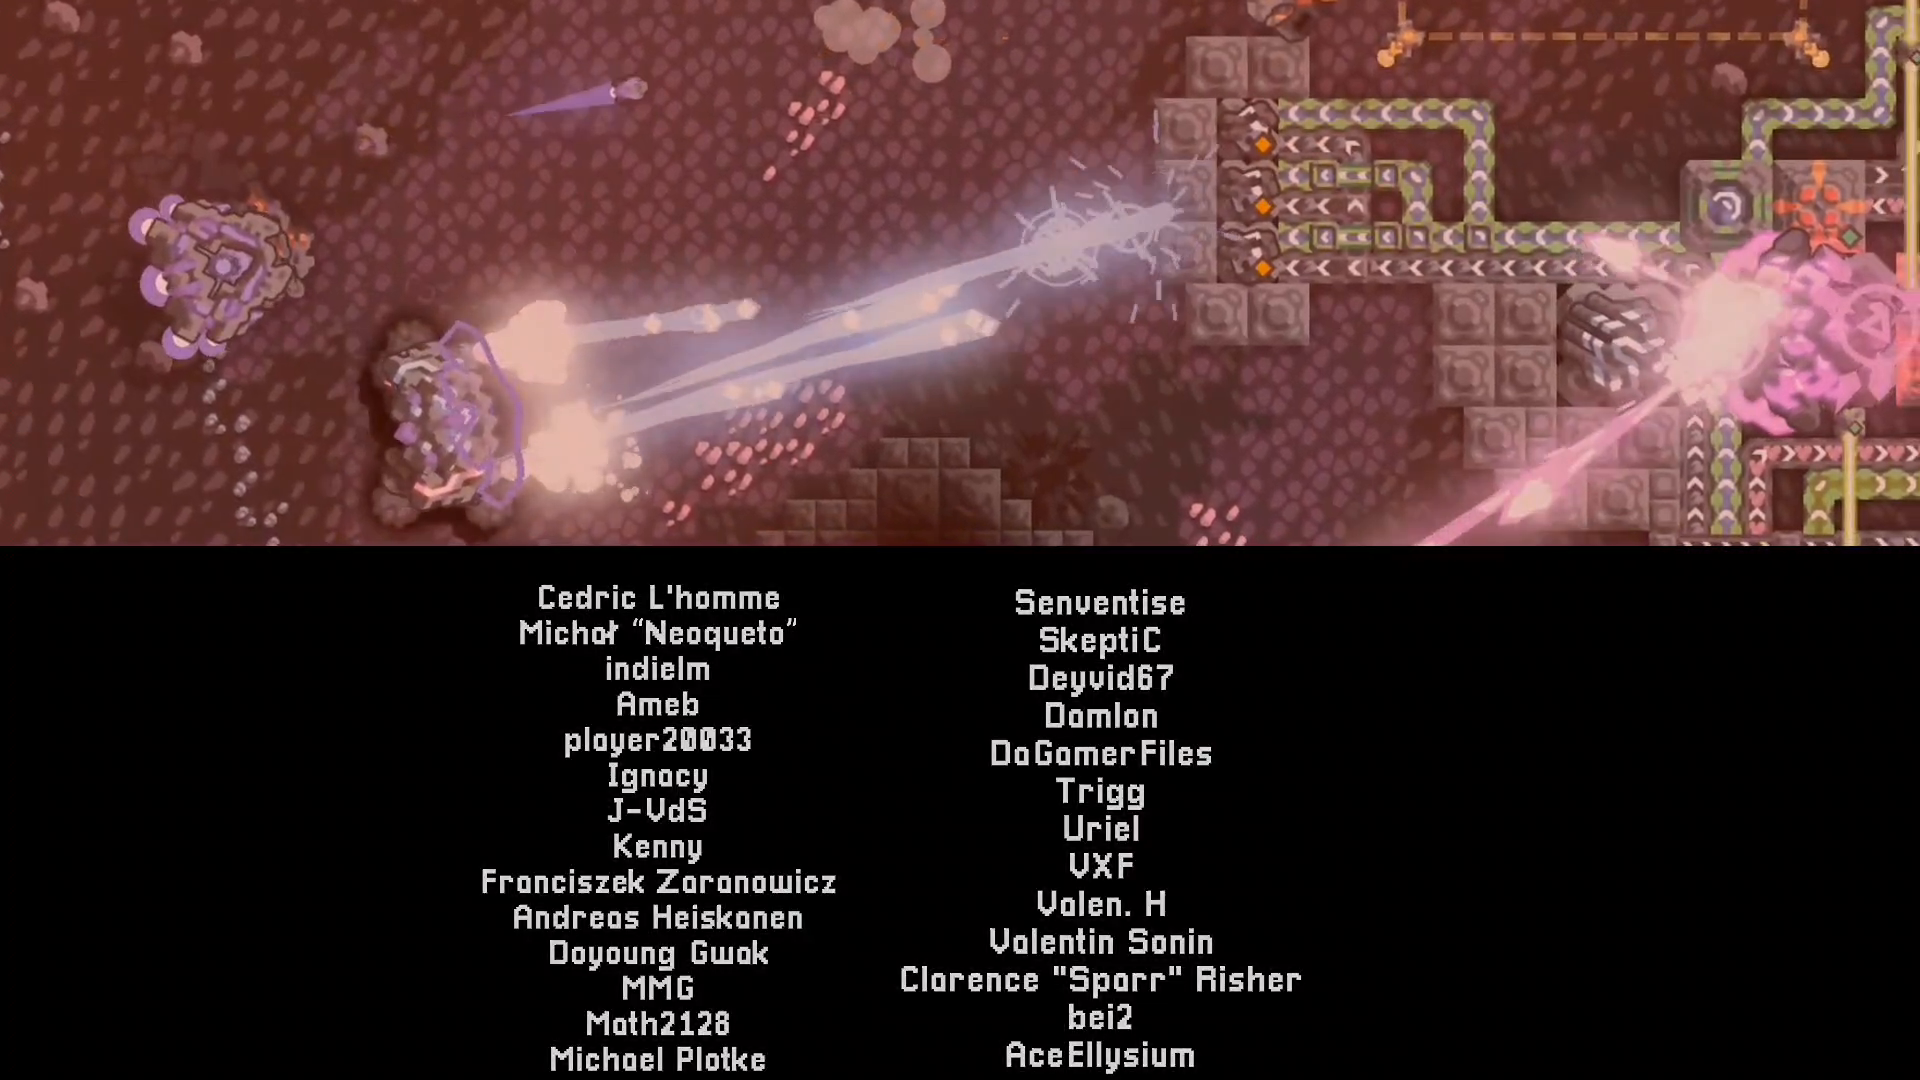 Cedric L'homme
Michał “Neoqueto”
indielm
Ameb
player20033
Ignacy
J-VdS
Kenny
Franciszek Zaranowicz
Andreas Heiskanen
Doyoung Gwak
MMG
Math2128
Michael Plotke
Senventise
SkeptiC
Deyvid67
Damlon
DaGamerFiles
Trigg
Uriel
VXF
Valen. H
Valentin Sonin
Clarence "Sparr" Risher
bei2
AceEllysium